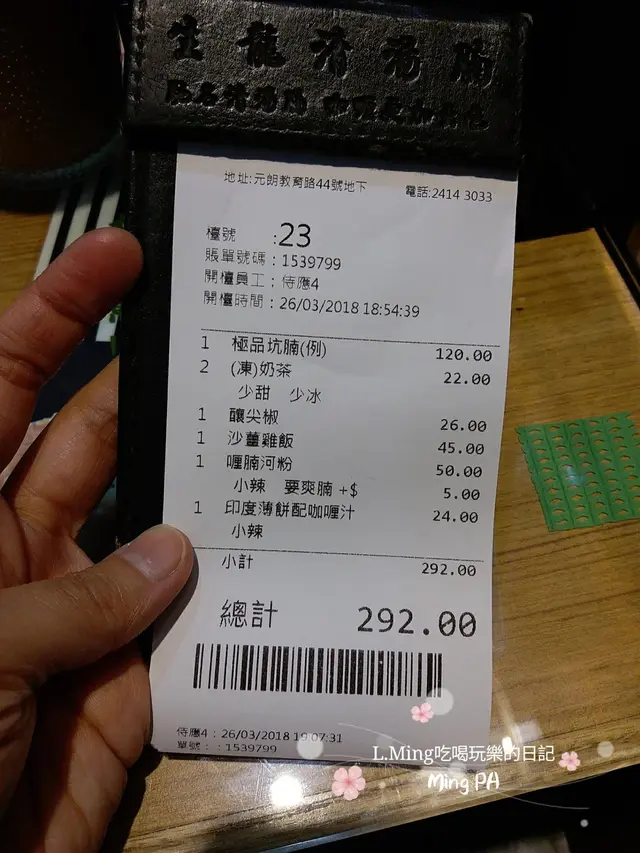 生龍清湯腩
地址:元朗教育路44號地下 電話:2414 3033
檯號 :23
賬單號碼:1539799
開檯員工:侍應4
開檯時間:26/03/2018 18:54:39
1 極品坑腩(例) 120.00
2 (凍)奶茶 22.00
少甜 少冰
1 釀尖椒 26.00
1 沙薑雞飯 45.00
1 喱腩河粉 50.00
小辣 要爽腩 +$ 5.00
1 印度薄餅配咖喱汁 24.00
小辣
小計 292.00
總計 292.00
侍應4:26/03/2018 19:07:31
單號: :1539799
L.Ming吃喝玩樂的日記
Ming PA